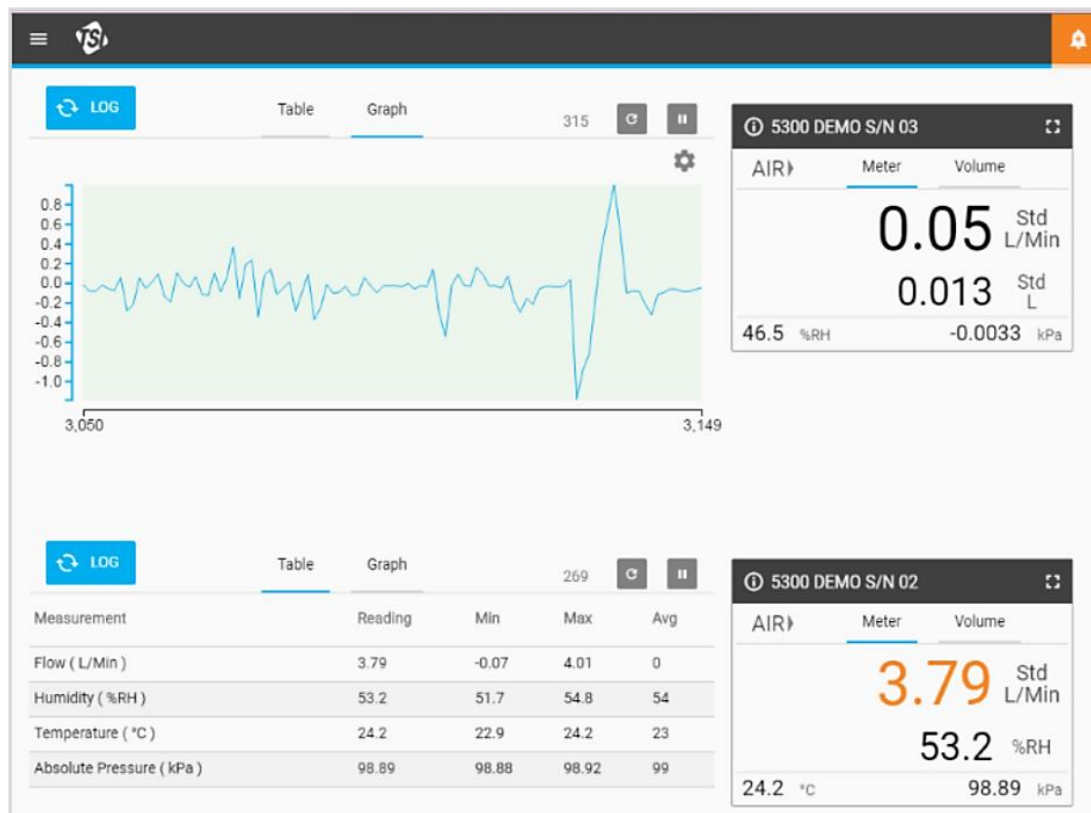 TSI
LOG Table Graph 315
0.8
0.6
0.4
0.2
0.0
-0.2
-0.4
-0.6
-0.8
-1.0
3,050 3,149
5300 DEMO S/N 03
AIR Meter Volume
0.05 Std L/Min
0.013 Std L
46.5 %RH -0.0033 kPa
LOG Table Graph 269
Measurement Reading Min Max Avg
Flow ( L/Min ) 3.79 -0.07 4.01 0
Humidity ( %RH ) 53.2 51.7 54.8 54
Temperature ( °C ) 24.2 22.9 24.2 23
Absolute Pressure ( kPa ) 98.89 98.88 98.92 99
5300 DEMO S/N 02
AIR Meter Volume
3.79 Std L/Min
53.2 %RH
24.2 °C 98.89 kPa